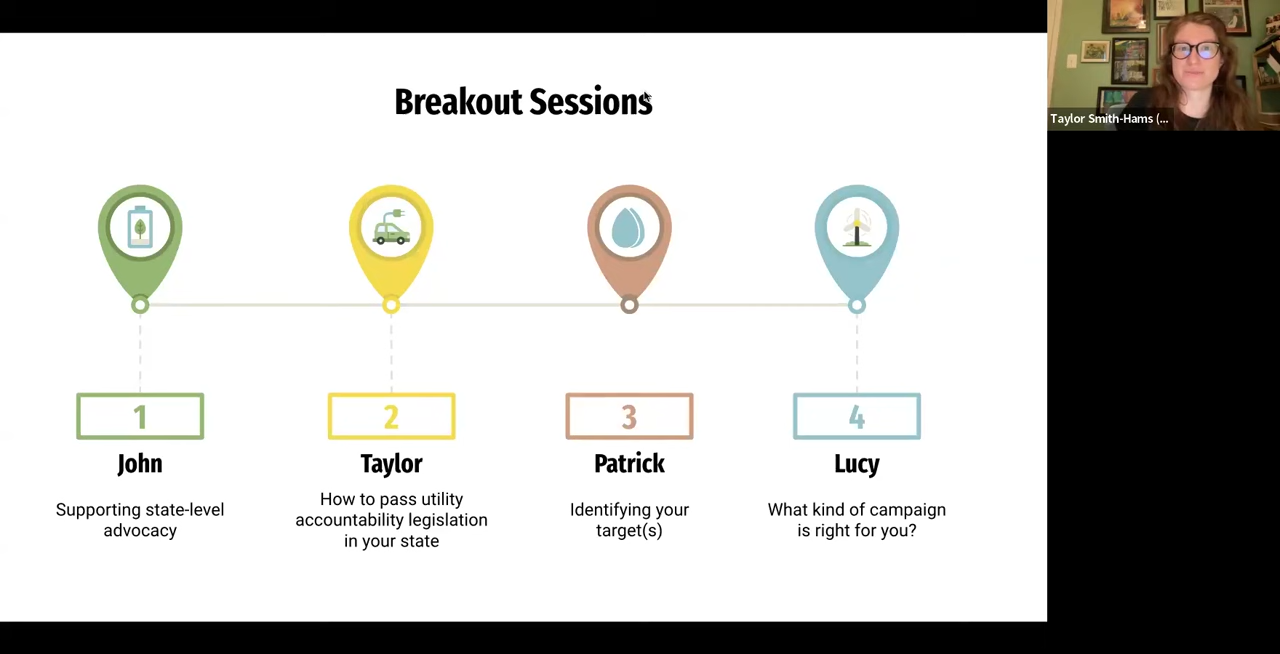 Breakout Sessions
Taylor Smith-Hams (...
1
2
3
4
John
Taylor
Patrick
Lucy
Supporting state-level
advocacy
How to pass utility
accountability legislation
in your state
Identifying your
target(s)
What kind of campaign
is right for you?